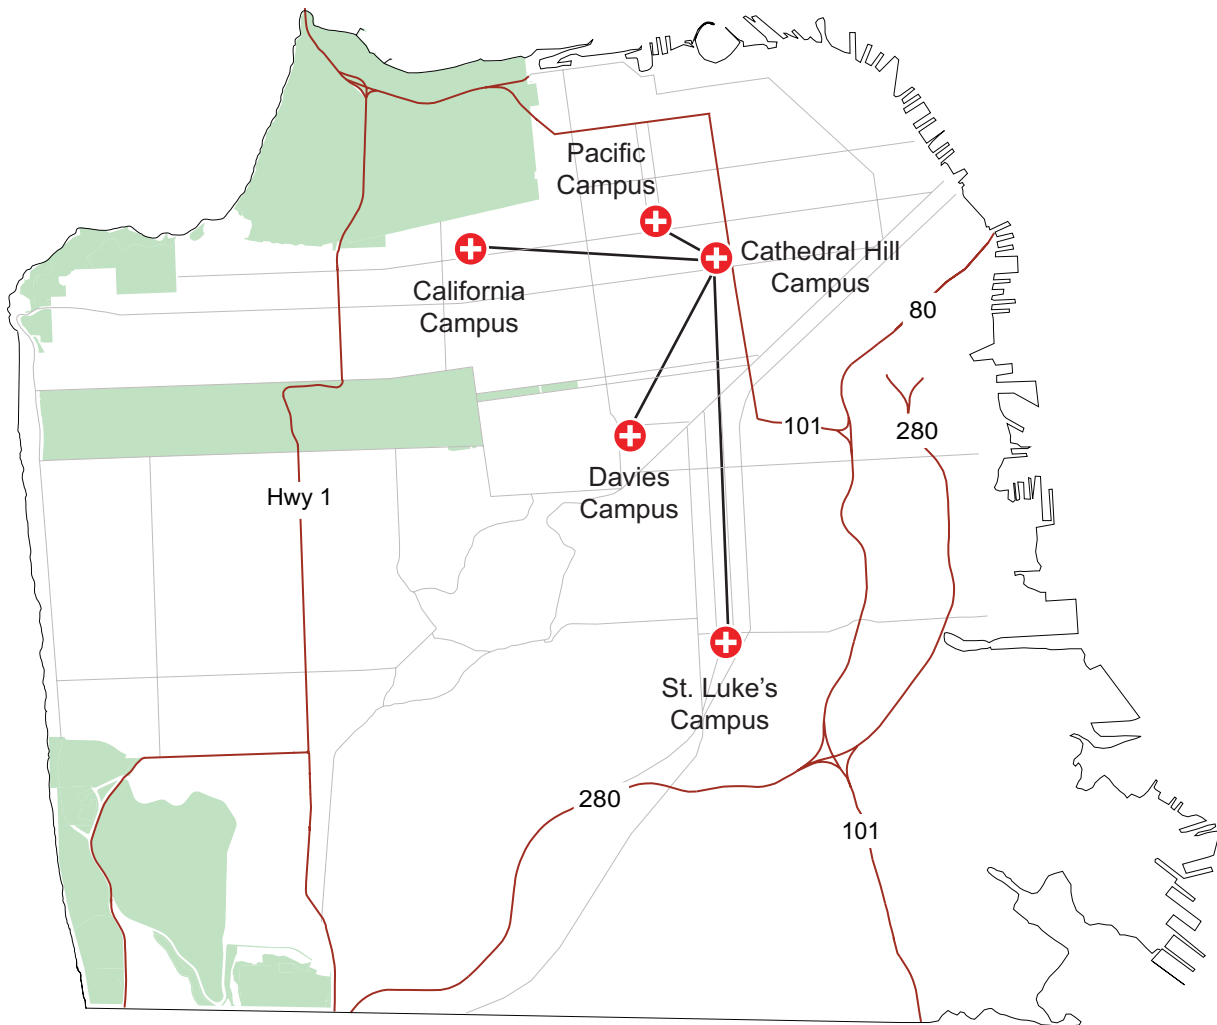 Pacific
Campus
Cathedral Hill
Campus
California
Campus
80
101
280
Davies
Campus
Hwy 1
St. Luke's
Campus
280
101